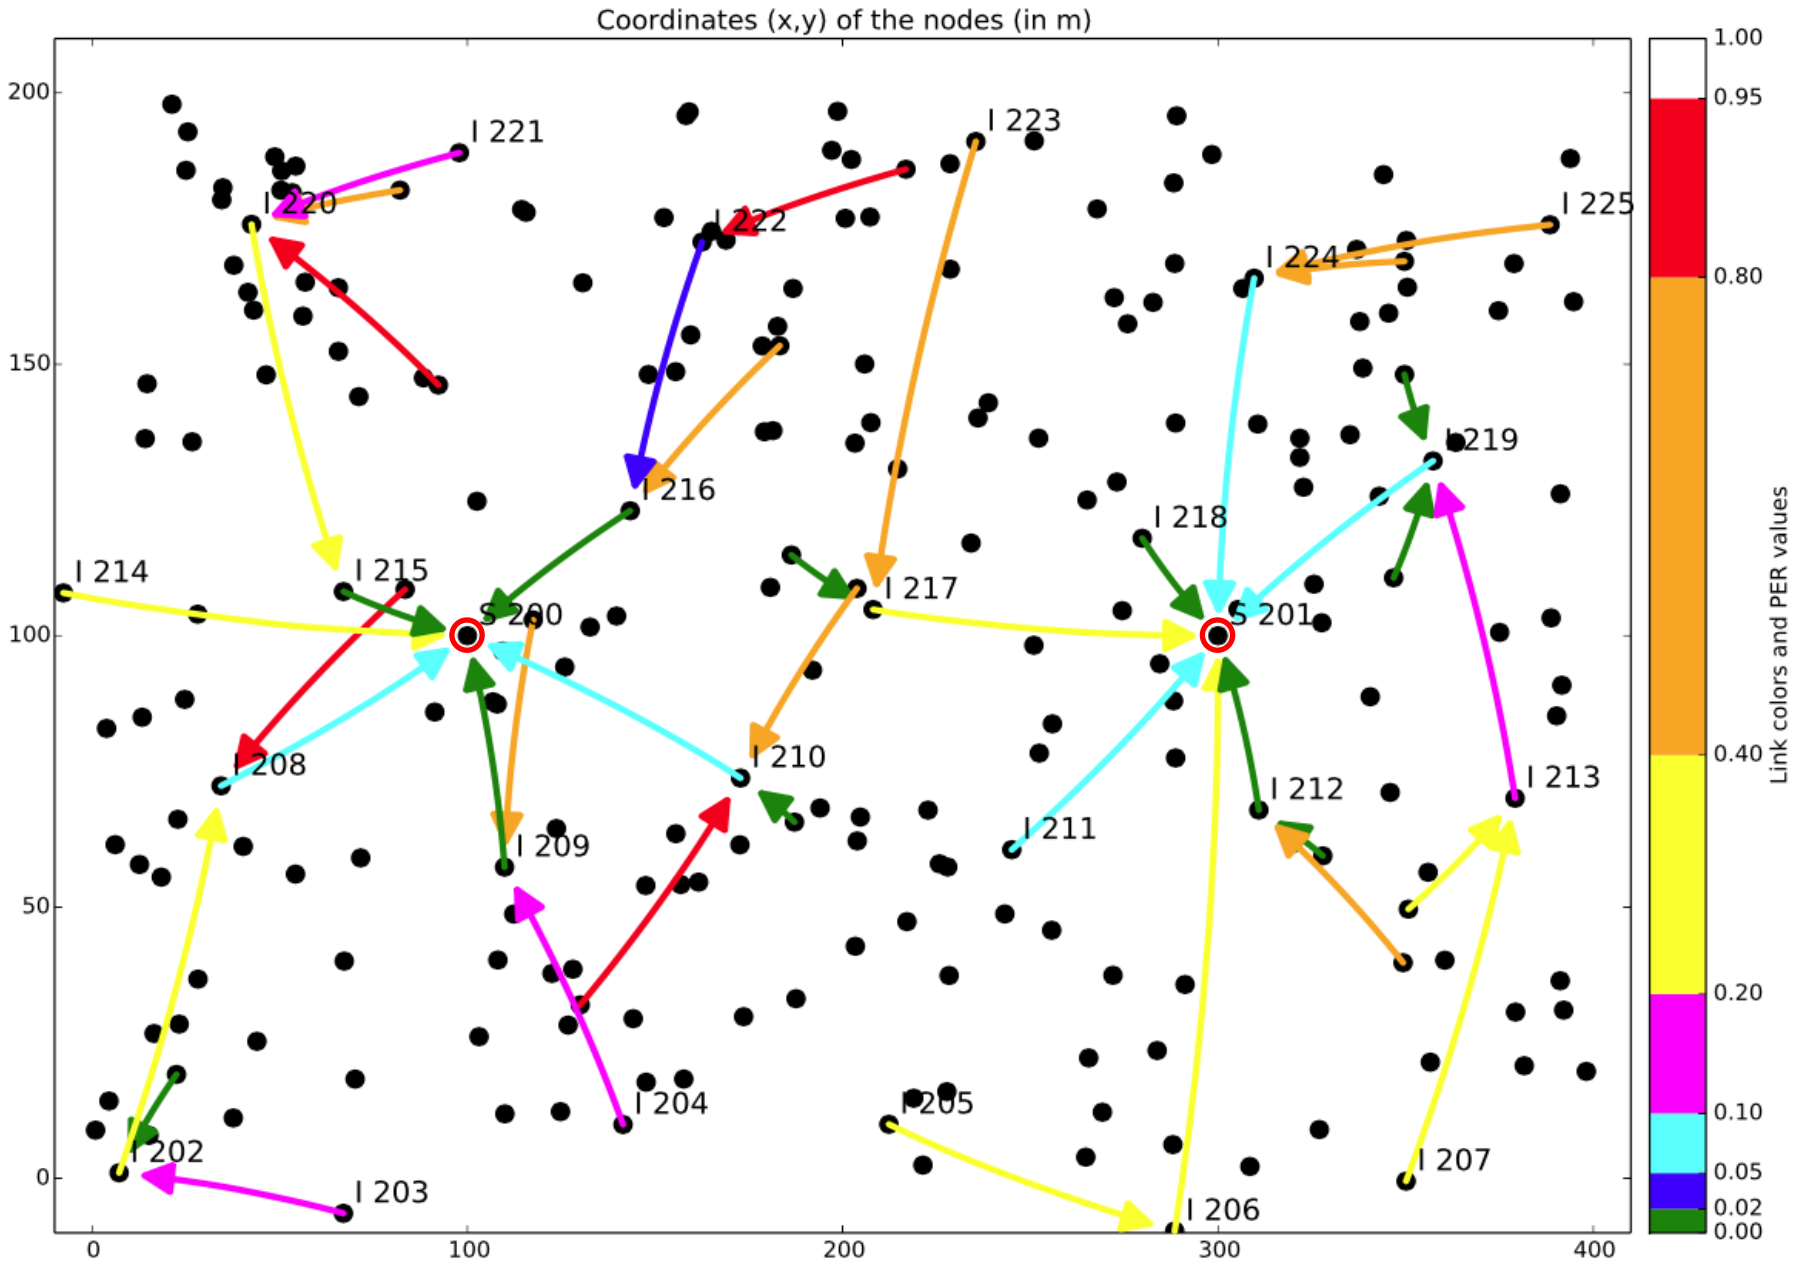 Coordinates (x,y) of the nodes (in m)
1.00
0.95
0.80
0.40
0.20
0.10
0.05
0.02
0.00
Link colors and PER values
200
150
100
50
0
0
100
200
300
400
I 221
I 223
I 220
I 222
I 225
I 224
I 219
I 216
I 218
I 214
I 215
I 217
S 200
S 201
I 208
I 210
I 212
I 213
I 209
I 211
I 204
I 205
I 202
I 207
I 203
I 206